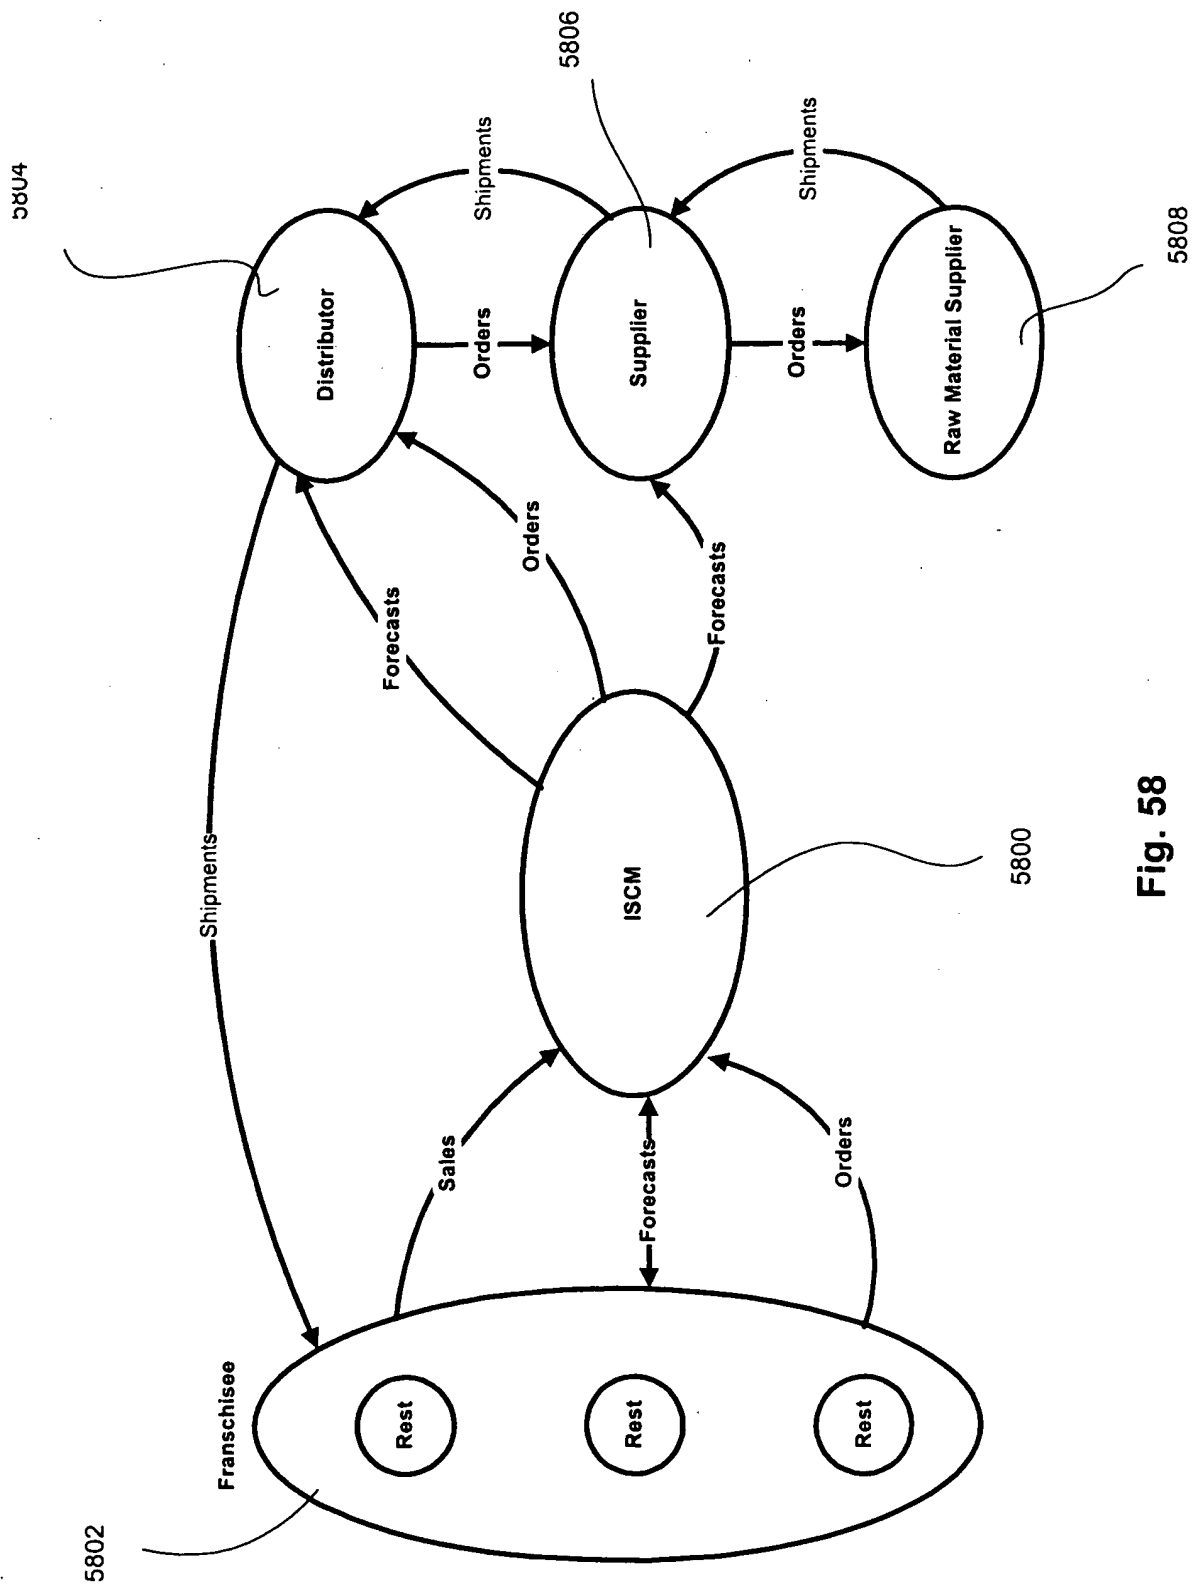 5804
5802
Shipments
Franschisee
Distributor
Forecasts
Rest
Sales
Orders
Shipments
Orders
5806
Rest
ISCM
Supplier
Forecasts
Forecasts
Orders
Shipments
Orders
Rest
Raw Material Supplier
5800
Fig. 58
5808